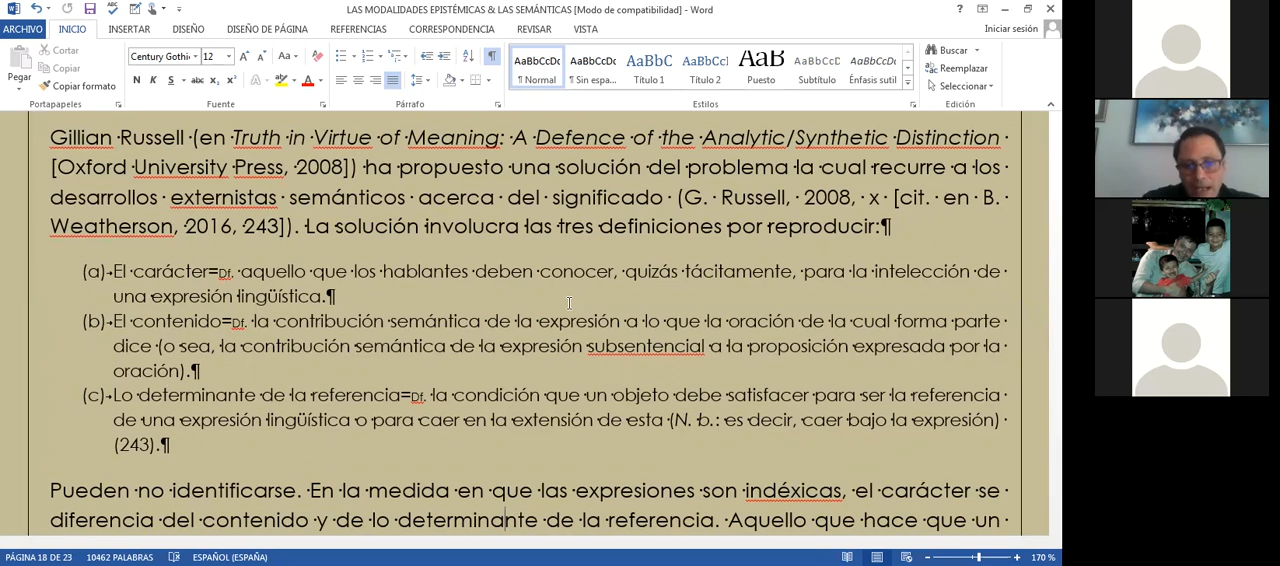 LAS MODALIDADES EPISTÉMICAS & LAS SEMÁNTICAS [Modo de compatibilidad] - Word
ARCHIVO INICIO INSERTAR DISEÑO DISEÑO DE PÁGINA REFERENCIAS CORRESPONDENCIA REVISAR VISTA Iniciar sesión
Pegar
Cortar
Copiar
Copiar formato
Century Gothi 12 Aa
N K S abc x₂ x²
AaBbCcDc AaBbCcDc AaBbC AaBbCcI AaB AaBbCcD AaBbCcDt
¶ Normal ¶ Sin espa... Título 1 Título 2 Puesto Subtítulo Énfasis sutil
Buscar
Reemplazar
Seleccionar
Portapapeles Fuente Párrafo Estilos Edición
Gillian Russell (en Truth in Virtue of Meaning: A Defence of the Analytic/Synthetic Distinction
[Oxford University Press, 2008]) ha propuesto una solución del problema la cual recurre a los
desarrollos externistas semánticos acerca del significado (G. Russell, 2008, x [cit. en B.
Weatherson, 2016, 243]). La solución involucra las tres definiciones por reproducir:¶
(a) El carácter=Df. aquello que los hablantes deben conocer, quizás tácitamente, para la intelección de
una expresión lingüística.¶
(b) El contenido=Df. la contribución semántica de la expresión a lo que la oración de la cual forma parte
dice (o sea, la contribución semántica de la expresión subsentencial a la proposición expresada por la
oración).¶
(c) Lo determinante de la referencia=Df. la condición que un objeto debe satisfacer para ser la referencia
de una expresión lingüística o para caer en la extensión de esta (N. b.: es decir, caer bajo la expresión)
(243).¶
Pueden no identificarse. En la medida en que las expresiones son indéxicas, el carácter se
diferencia del contenido y de lo determinante de la referencia. Aquello que hace que un
PÁGINA 18 DE 23 10462 PALABRAS ESPAÑOL (ESPAÑA) 170 %